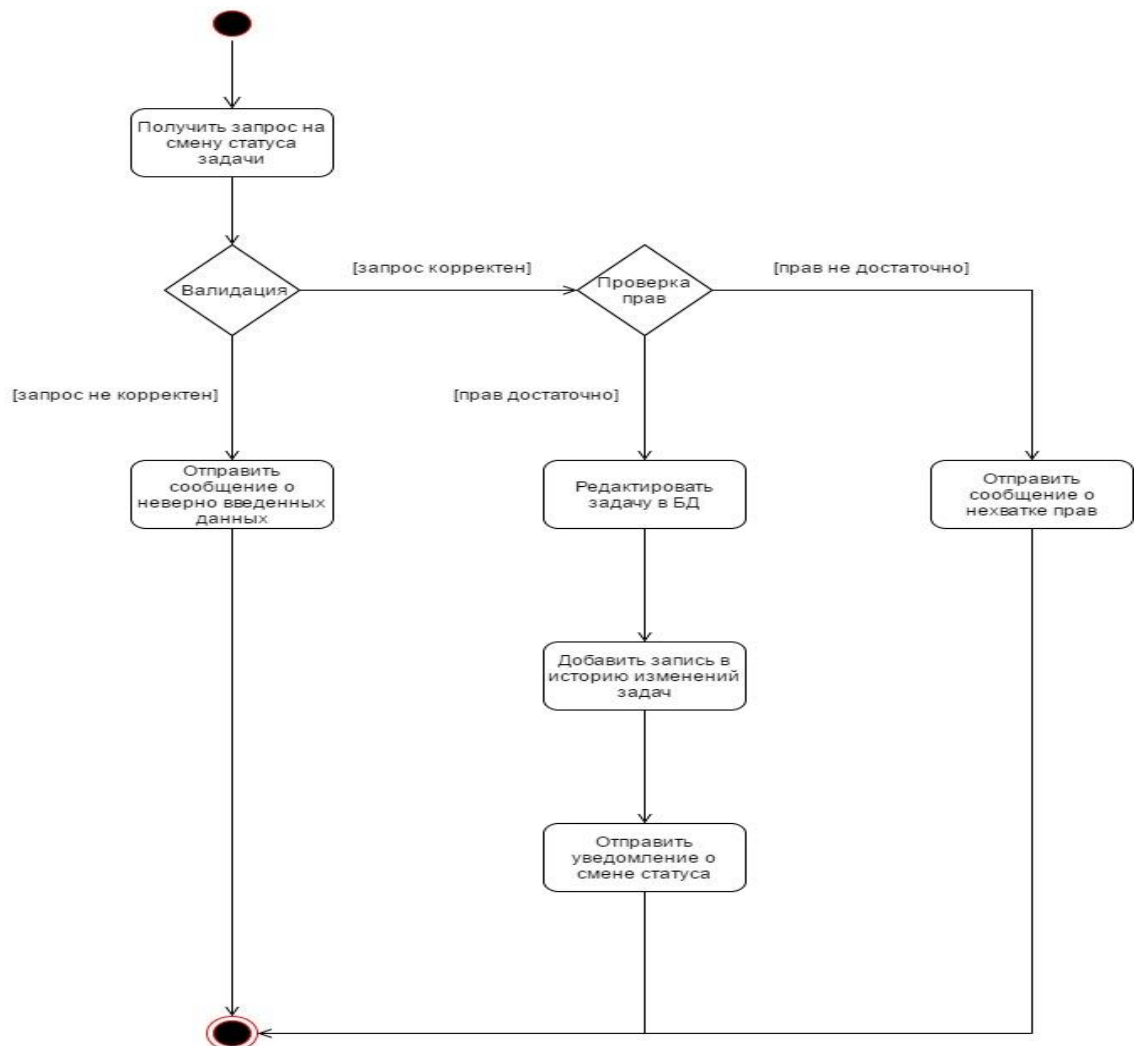 Получить запрос на
смену статуса
задачи
[запрос корректен]
[прав не достаточно]
Валидация
Проверка
прав
[запрос не корректен]
[прав достаточно]
Отправить
сообщение о
неверно введенных
данных
Редактировать
задачу в БД
Отправить
сообщение о
нехватке прав
Добавить запись в
историю изменений
задач
Отправить
уведомление о
смене статуса